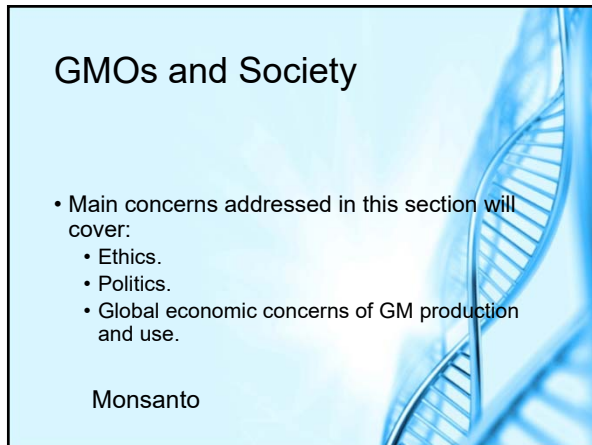 GMOs and Society
• Main concerns addressed in this section will
cover:
• Ethics.
• Politics.
• Global economic concerns of GM production
and use.
Monsanto